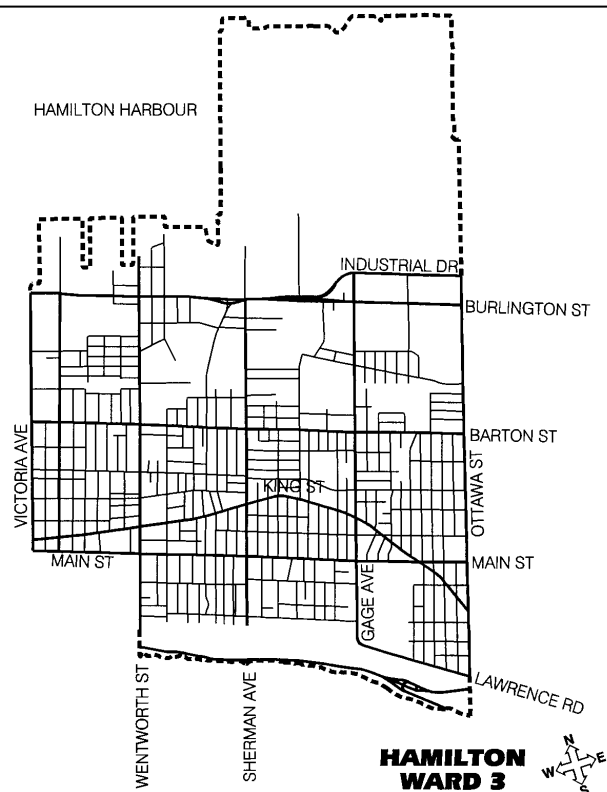 HAMILTON HARBOUR
INDUSTRIAL DR
BURLINGTON ST
BARTON ST
VICTORIA AVE
OTTAWA ST
KING ST
MAIN ST
MAIN ST
GAGE AVE
LAWRENCE RD
WENTWORTH ST
SHERMAN AVE
HAMILTON
WARD 3
N
E
W
S